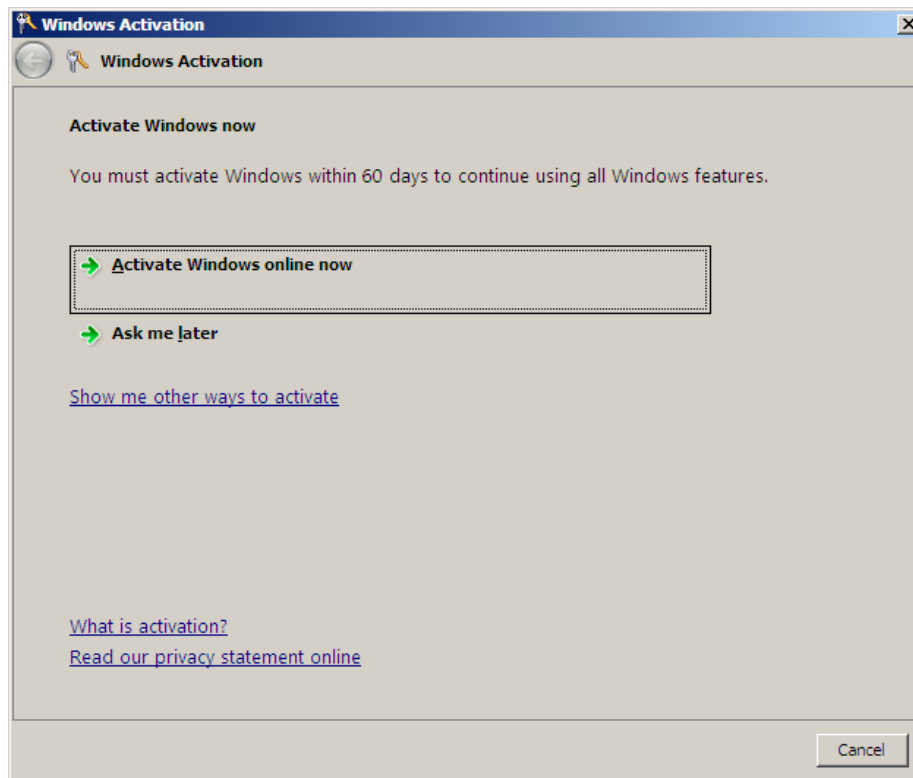 Windows Activation
Windows Activation
Activate Windows now
You must activate Windows within 60 days to continue using all Windows features.
Activate Windows online now
Ask me later
Show me other ways to activate
What is activation?
Read our privacy statement online
Cancel